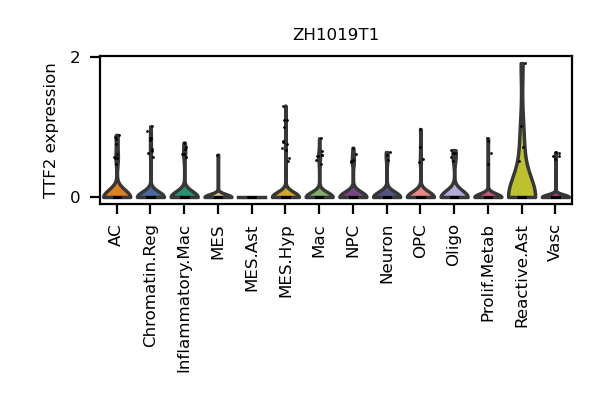 ZH1019T1
TTF2 expression
2
0
AC
Chromatin.Reg
Inflammatory.Mac
MES
MES.Ast
MES.Hyp
Mac
NPC
Neuron
OPC
Oligo
Prolif.Metab
Reactive.Ast
Vasc